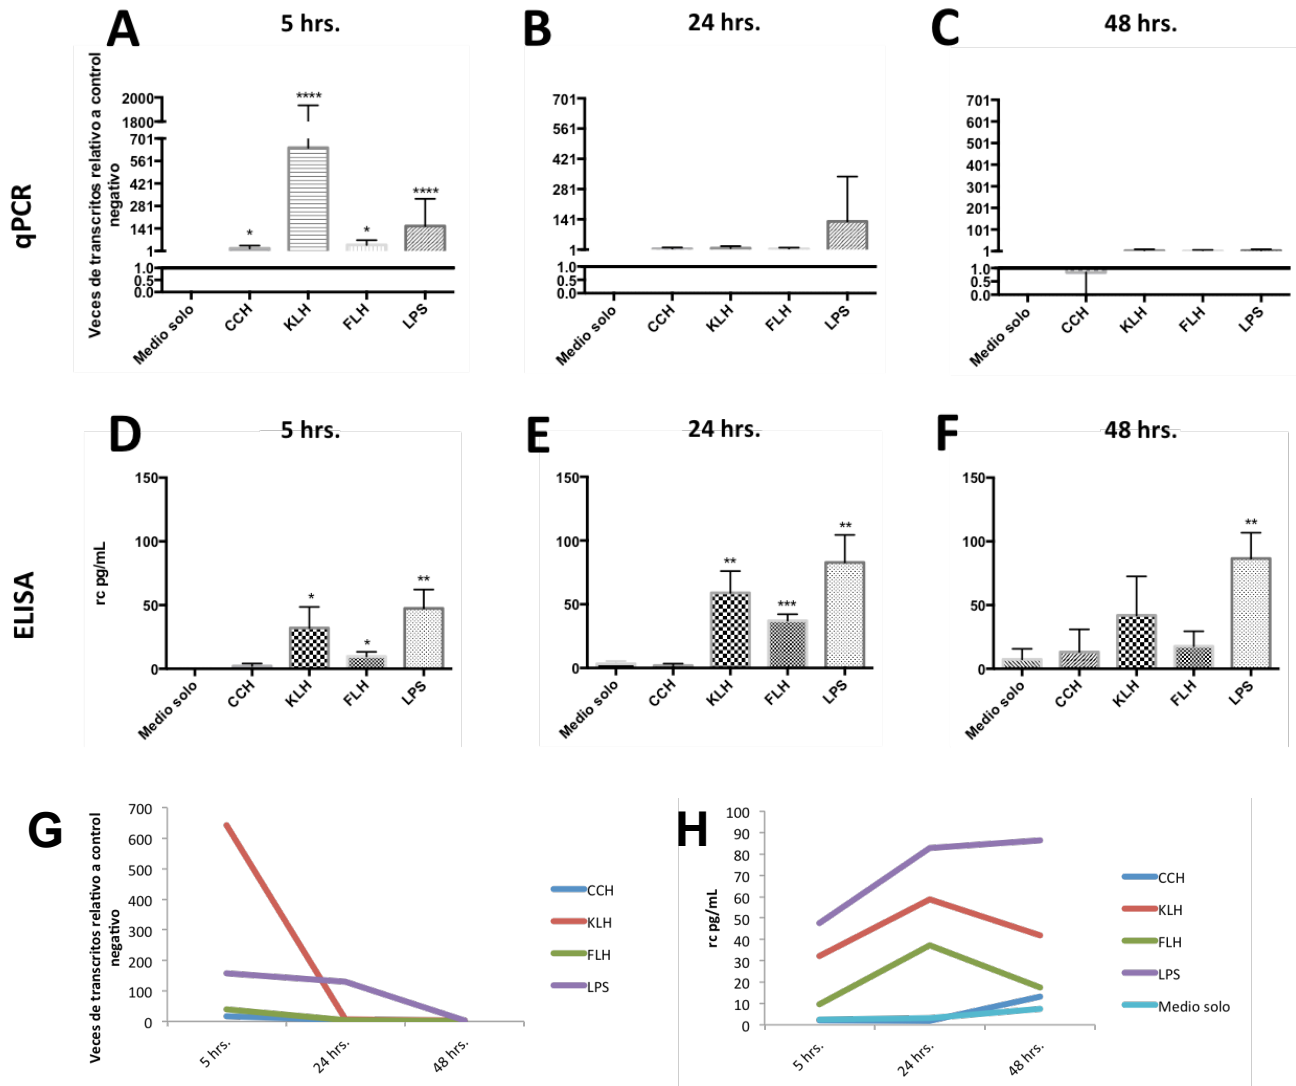 A 5 hrs.
B 24 hrs.
C 48 hrs.
qPCR
Veces de transcritos relativo a control
negativo
2000
1800
701
561
421
281
141
1
1.0
0.5
0.0
****
*
*
****
Medio solo CCH KLH FLH LPS
701
561
421
281
141
1
1.0
0.5
0.0
Medio solo CCH KLH FLH LPS
701
601
501
401
301
201
101
1
1.0
0.5
0.0
Medio solo CCH KLH FLH LPS
D 5 hrs.
E 24 hrs.
F 48 hrs.
ELISA
rc pg/mL
150
100
50
0
*
*
**
Medio solo CCH KLH FLH LPS
150
100
50
0
**
***
**
Medio solo CCH KLH FLH LPS
150
100
50
0
**
Medio solo CCH KLH FLH LPS
G
Veces de transcritos relativo a control
negativo
700
600
500
400
300
200
100
0
5 hrs. 24 hrs. 48 hrs.
CCH
KLH
FLH
LPS
H
rc pg/mL
100
90
80
70
60
50
40
30
20
10
0
5 hrs. 24 hrs. 48 hrs.
CCH
KLH
FLH
LPS
Medio solo